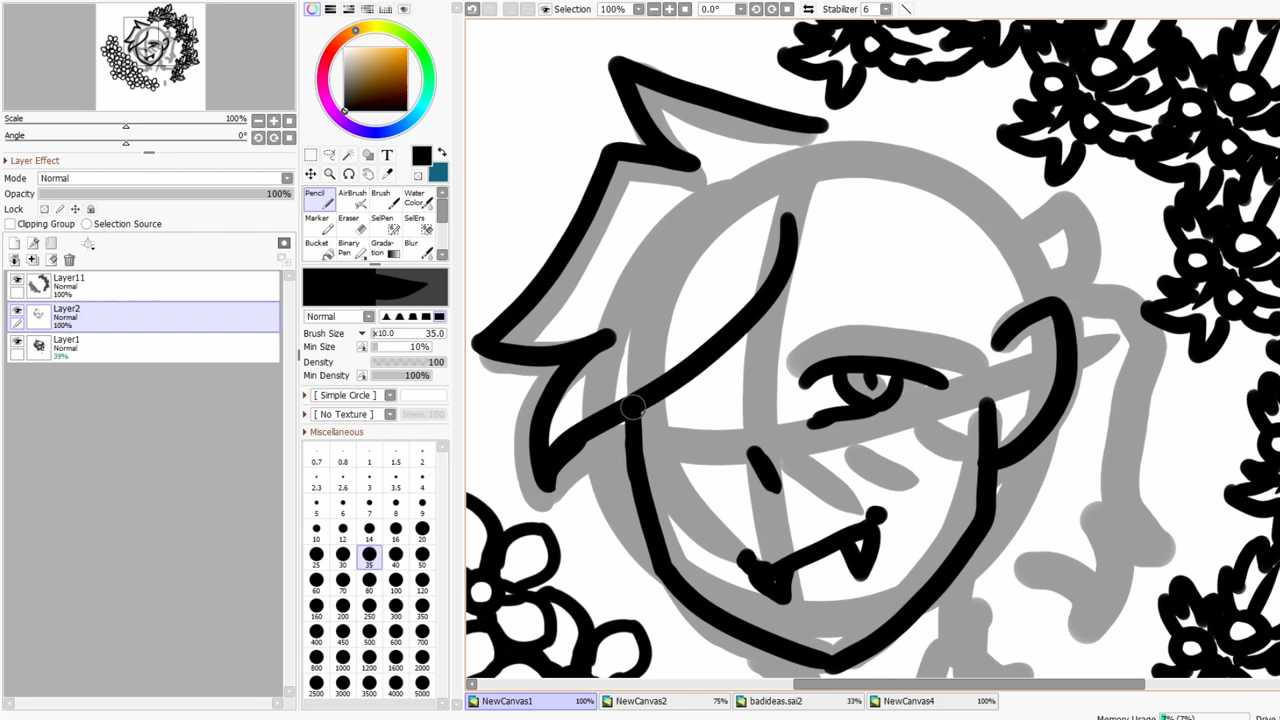 Selection 100% 0.0° Stabilizer 6
Scale 100%
Angle 0°
Layer Effect
Mode Normal
Opacity 100%
Lock
Clipping Group Selection Source
Layer11
Normal
100%
Layer2
Normal
100%
Layer1
Normal
39%
T
Pencil AirBrush Brush Water Color
Marker Eraser SelPen SelErs
Bucket Binary Pen Grada-tion Blur
Normal
Brush Size x10.0 35.0
Min Size 10%
Density 100
Min Density 100%
[ Simple Circle ]
[ No Texture ]
Miscellaneous
0.7 0.8 1 1.5 2
2.3 2.6 3 3.5 4
5 6 7 8 9
10 12 14 16 20
25 30 35 40 50
60 70 80 100 120
160 200 250 300 350
400 450 500 600 700
800 1000 1200 1600 2000
2500 3000 3500 4000 5000
NewCanvas1 100% NewCanvas2 75% badideas.sai2 33% NewCanvas4 100%